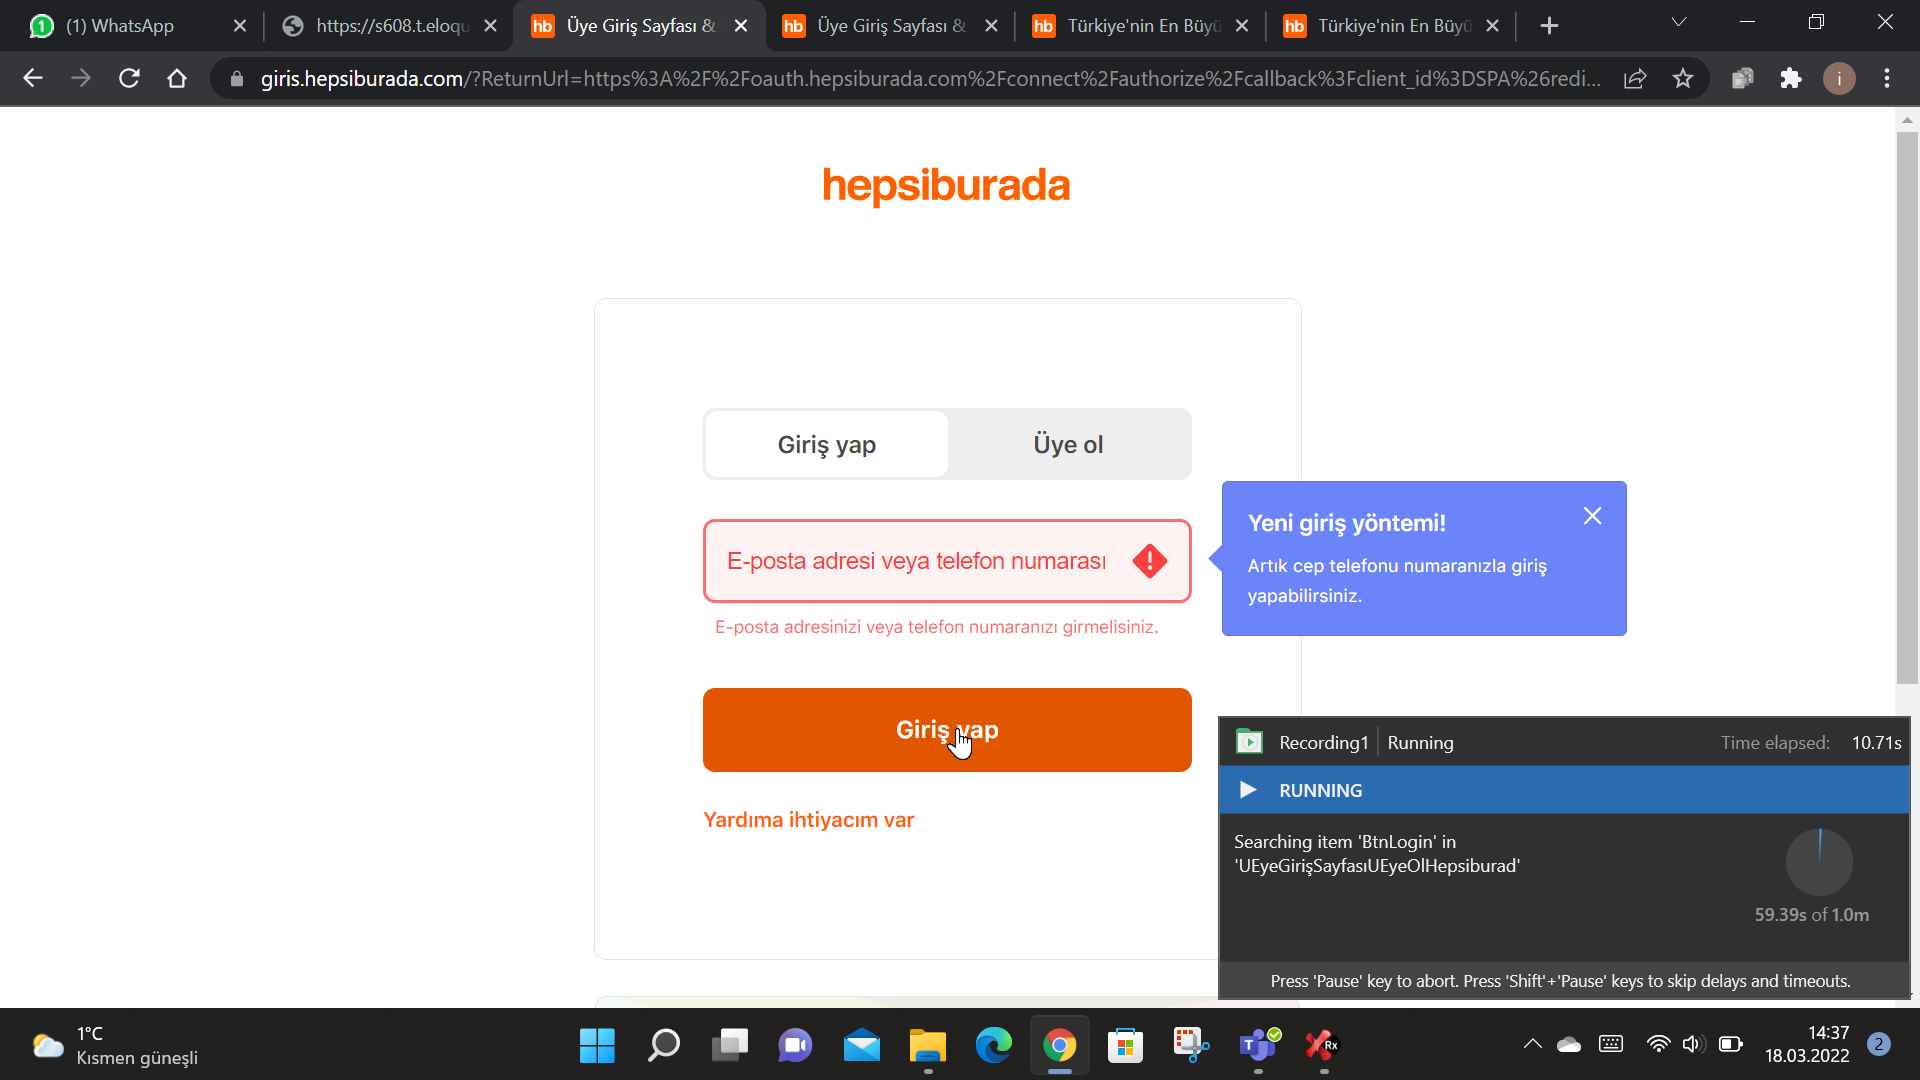 (1) WhatsApp
https://s608.t.eloqu
hb Üye Giriş Sayfası &
hb Üye Giriş Sayfası &
hb Türkiye'nin En Büyü
hb Türkiye'nin En Büyü
giris.hepsiburada.com/?ReturnUrl=https%3A%2F%2Foauth.hepsiburada.com%2Fconnect%2Fauthorize%2Fcallback%3Fclient_id%3DSPA%26redi...
i
hepsiburada
Giriş yap
Üye ol
E-posta adresi veya telefon numarası
E-posta adresinizi veya telefon numaranızı girmelisiniz.
Yeni giriş yöntemi!
Artık cep telefonu numaranızla giriş
yapabilirsiniz.
Giriş yap
Yardıma ihtiyacım var
Recording1 Running
Time elapsed: 10.71s
RUNNING
Searching item 'BtnLogin' in
'UEyeGirişSayfasıUEyeOlHepsiburad'
59.39s of 1.0m
Press 'Pause' key to abort. Press 'Shift'+'Pause' keys to skip delays and timeouts.
1°C
Kısmen güneşli
14:37
18.03.2022
2